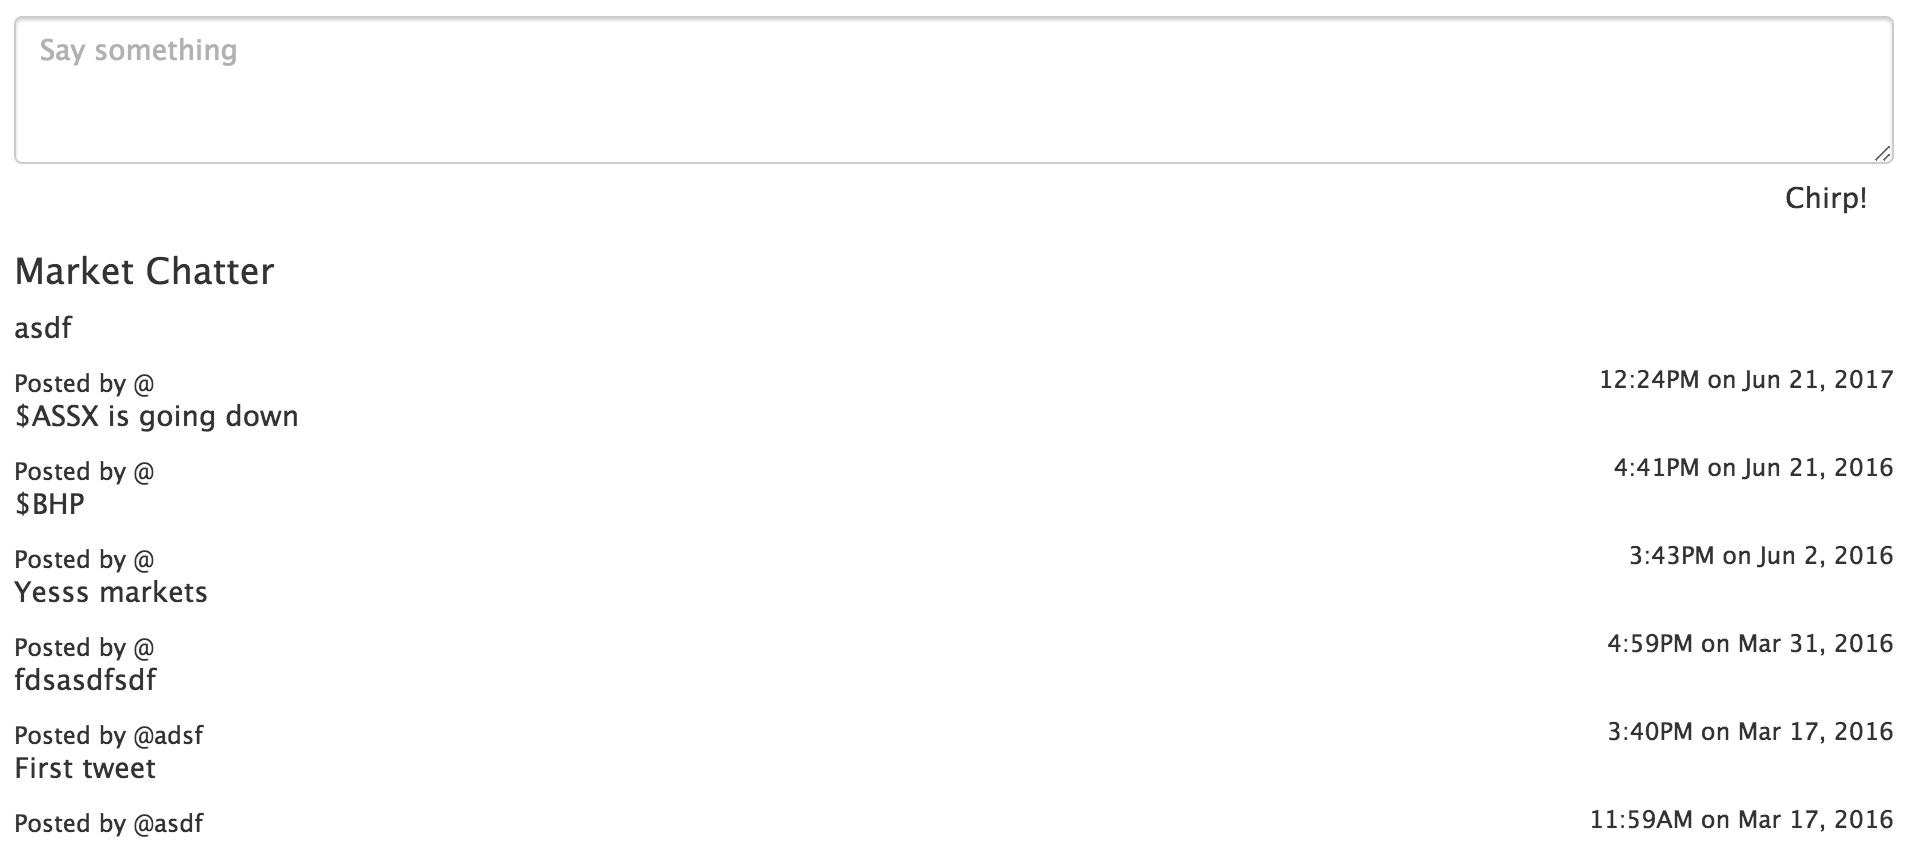 Say something
Chirp!
Market Chatter
asdf
Posted by @ 12:24PM on Jun 21, 2017
$ASSX is going down
Posted by @ 4:41PM on Jun 21, 2016
$BHP
Posted by @ 3:43PM on Jun 2, 2016
Yesss markets
Posted by @ 4:59PM on Mar 31, 2016
fdsasdfsdf
Posted by @adsf 3:40PM on Mar 17, 2016
First tweet
Posted by @asdf 11:59AM on Mar 17, 2016